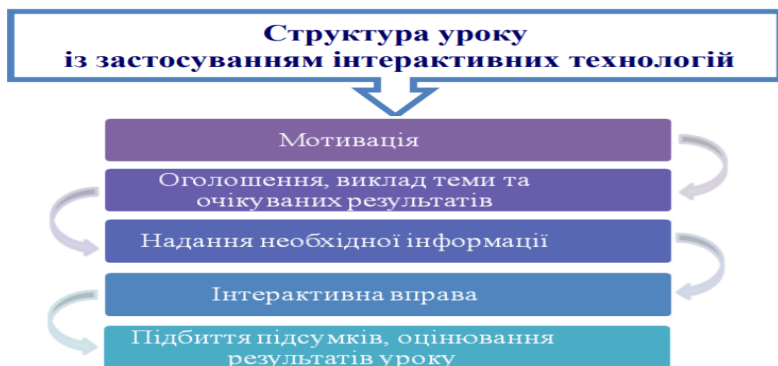 Структура уроку
із застосуванням інтерактивних технологій
Мотивація
Оголошення, виклад теми та
очікуваних результатів
Надання необхідної інформації
Інтерактивна вправа
Підбиття підсумків, оцінювання
результатів уроку